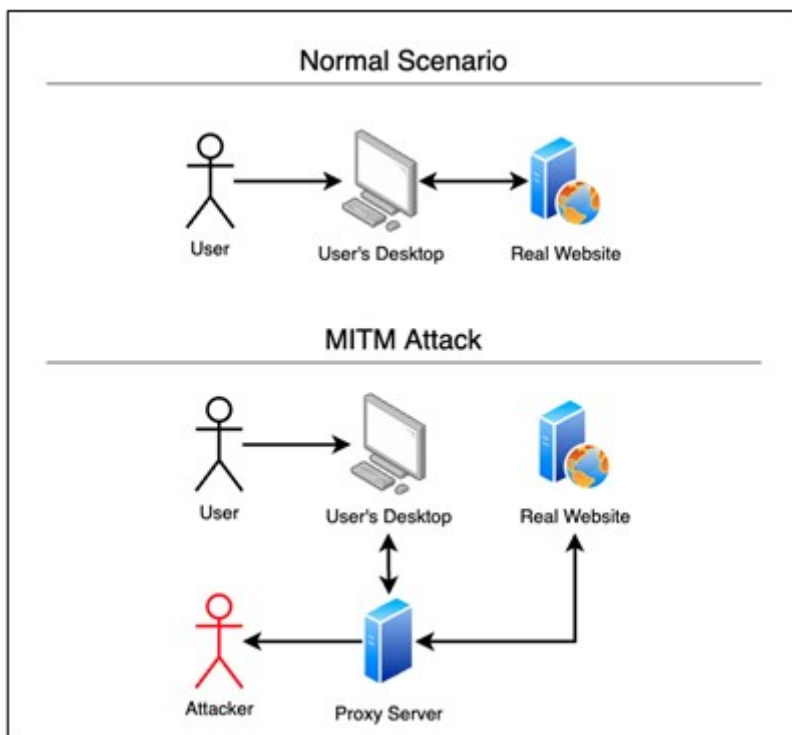 Normal Scenario
User
User's Desktop
Real Website
MITM Attack
User
User's Desktop
Real Website
Attacker
Proxy Server